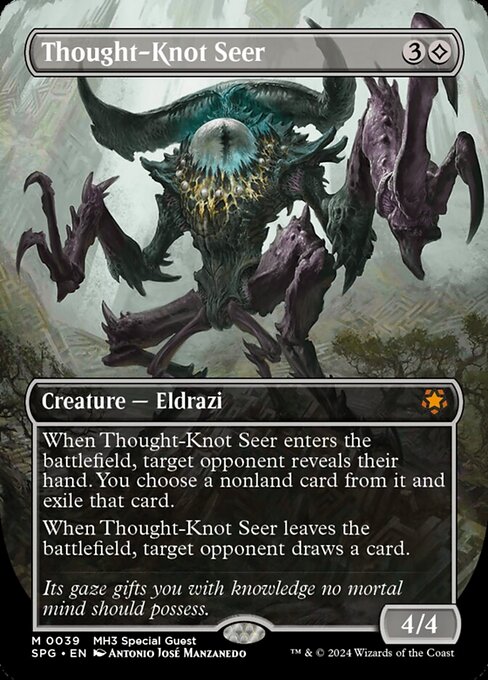 Thought-Knot Seer 3
Creature — Eldrazi
When Thought-Knot Seer enters the
battlefield, target opponent reveals their
hand. You choose a nonland card from it and
exile that card.
When Thought-Knot Seer leaves the
battlefield, target opponent draws a card.
Its gaze gifts you with knowledge no mortal
mind should possess.
4/4
M 0039 MH3 Special Guest
SPG • EN Antonio José Manzanedo ™ & © 2024 Wizards of the Coast